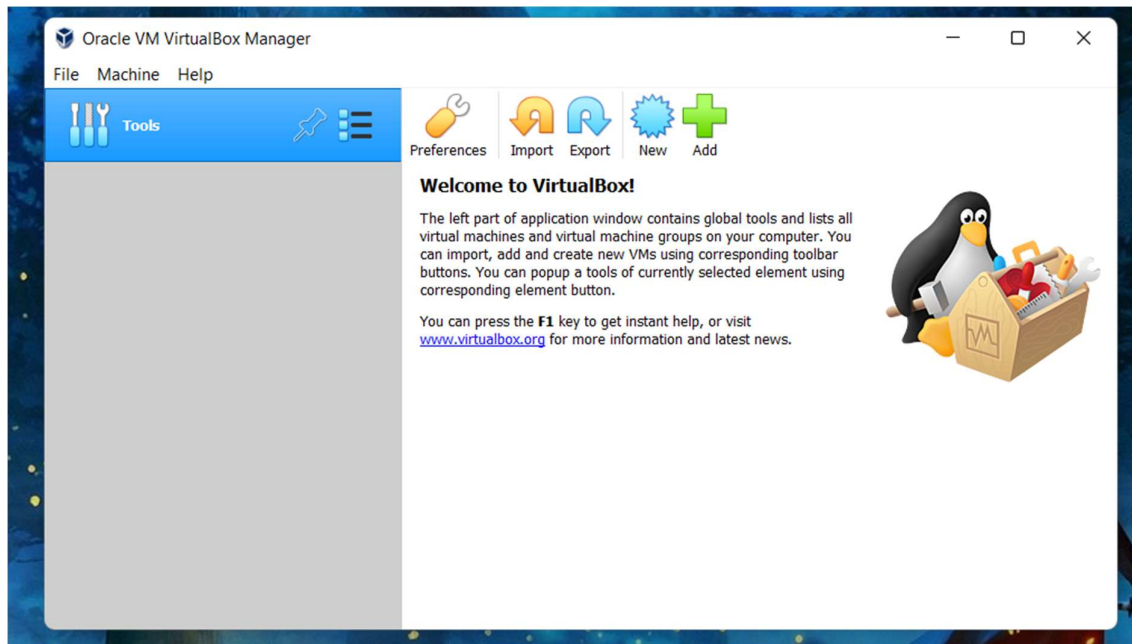 Oracle VM VirtualBox Manager
File Machine Help
Tools
Preferences Import Export New Add
Welcome to VirtualBox!
The left part of application window contains global tools and lists all
virtual machines and virtual machine groups on your computer. You
can import, add and create new VMs using corresponding toolbar
buttons. You can popup a tools of currently selected element using
corresponding element button.
You can press the F1 key to get instant help, or visit
www.virtualbox.org for more information and latest news.